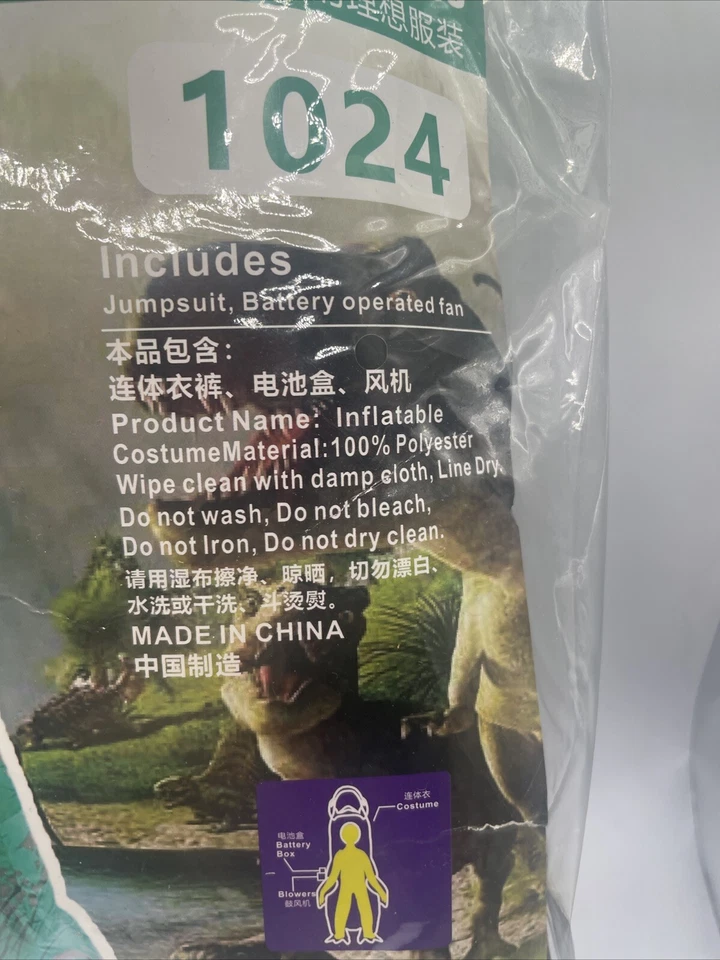 理想服装
1024
Includes
Jumpsuit, Battery operated fan
本品包含：
连体衣裤、电池盒、风机
Product Name: Inflatable
CostumeMaterial:100% Polyester
Wipe clean with damp cloth, Line Dry.
Do not wash, Do not bleach,
Do not Iron, Do not dry clean.
请用湿布擦净、晾晒，切勿漂白、
水洗或干洗、斗烫熨。
MADE IN CHINA
中国制造
连体衣
Costume
电池盒
Battery
Box
Blowers
鼓风机